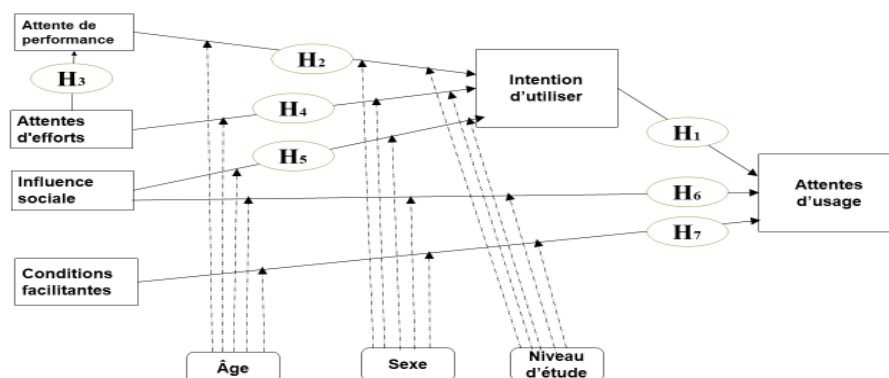 Attente de
performance
H3
Attentes
d'efforts
Influence
sociale
Conditions
facilitantes
H2
H4
H5
Intention
d'utiliser
H1
H6
H7
Attentes
d'usage
Âge
Sexe
Niveau
d'étude